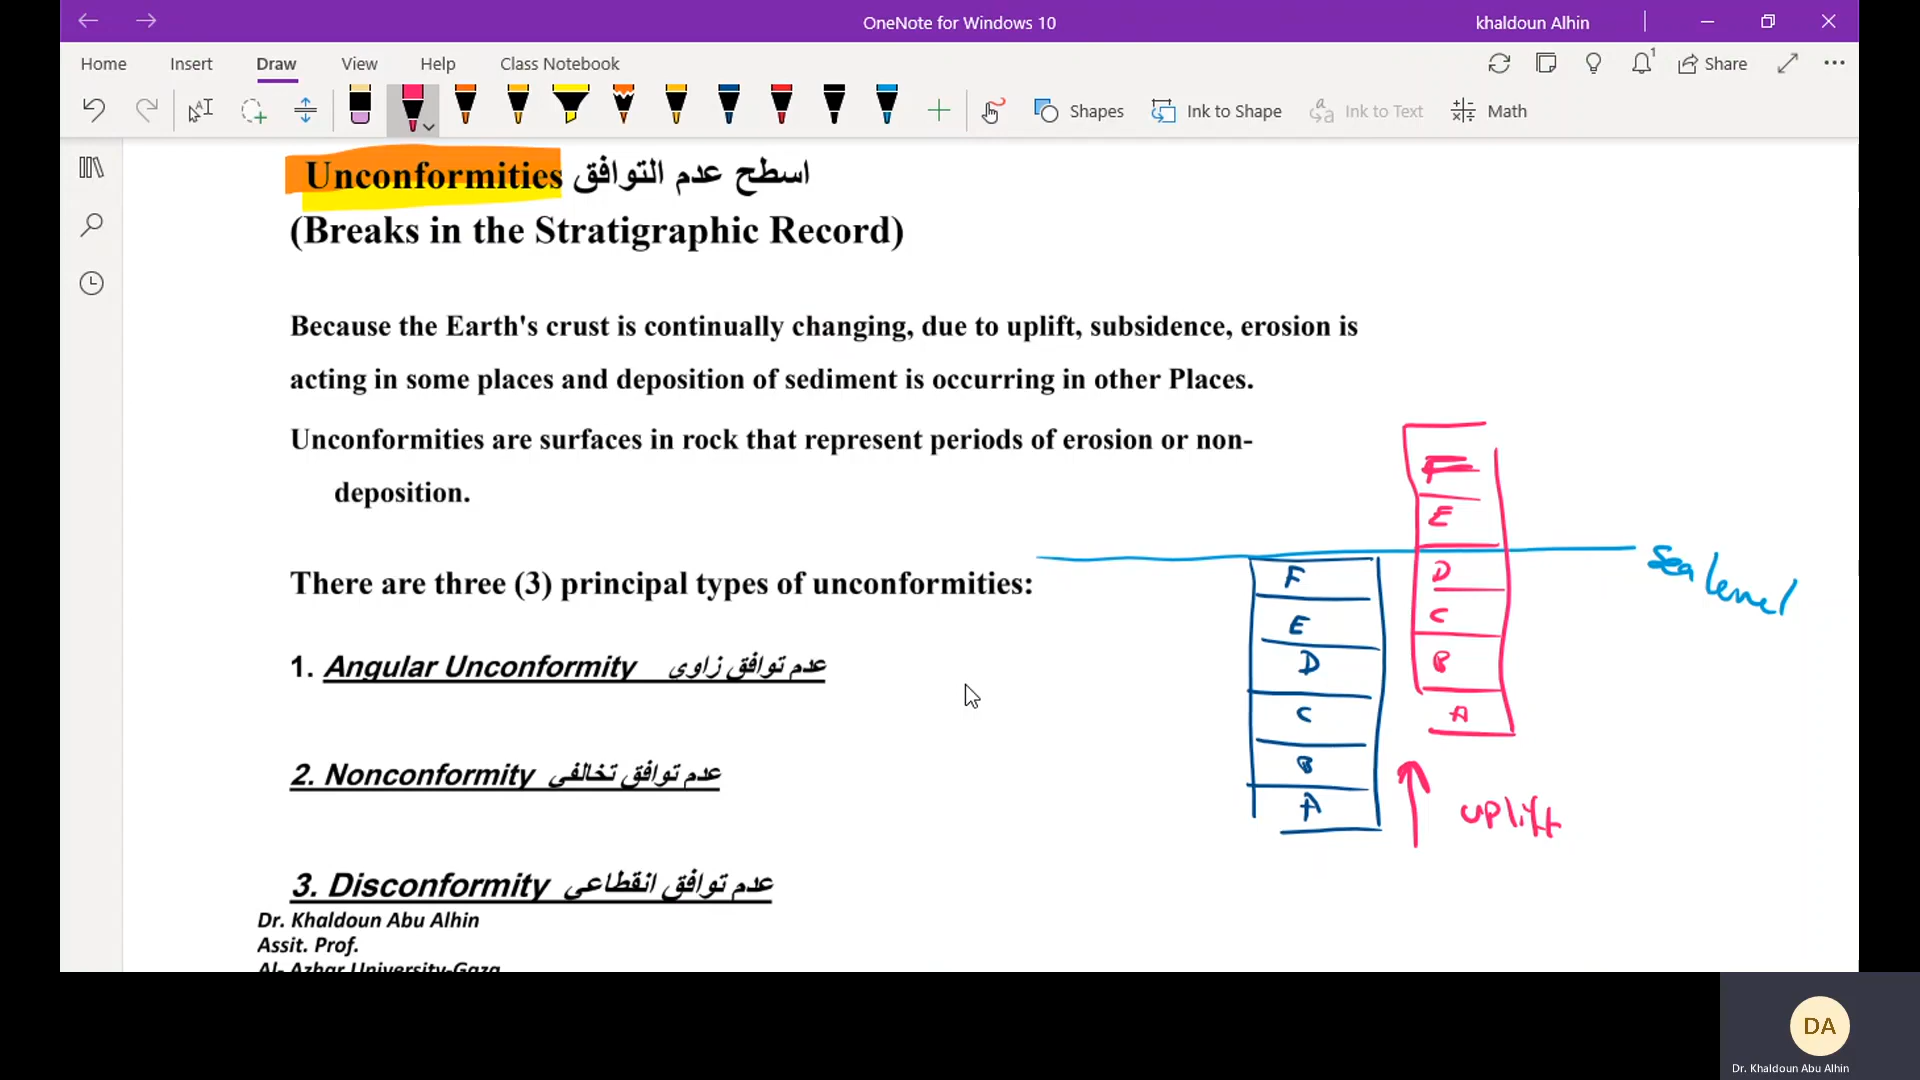 OneNote for Windows 10
khaldoun Alhin
Home Insert Draw View Help Class Notebook
1
Share
Shapes Ink to Shape Ink to Text Math
Unconformities اسطح عدم التوافق
(Breaks in the Stratigraphic Record)
Because the Earth's crust is continually changing, due to uplift, subsidence, erosion is
acting in some places and deposition of sediment is occurring in other Places.
Unconformities are surfaces in rock that represent periods of erosion or non-
deposition.
There are three (3) principal types of unconformities:
1. Angular Unconformity عدم توافق زاوى
2. Nonconformity عدم توافق تخالفى
3. Disconformity عدم توافق انقطاعى
Dr. Khaldoun Abu Alhin
Assit. Prof.
Al- Azhar University-Gaza
F
E
D
C
B
A
F
E
D
C
B
A
sea level
uplift
DA
Dr. Khaldoun Abu Alhin